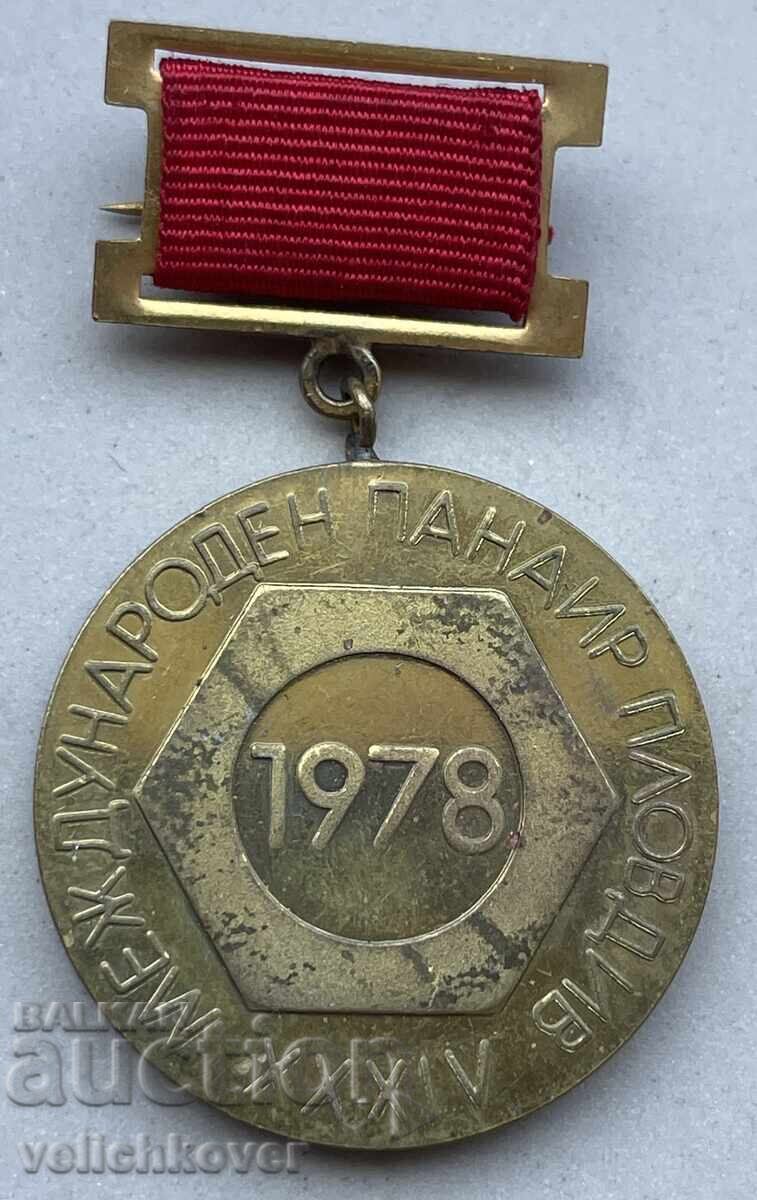 XXXIV МЕЖДУНАРОДЕН ПАНАИР ПЛОВДИВ
1978
BALKAN
auction
velichkover